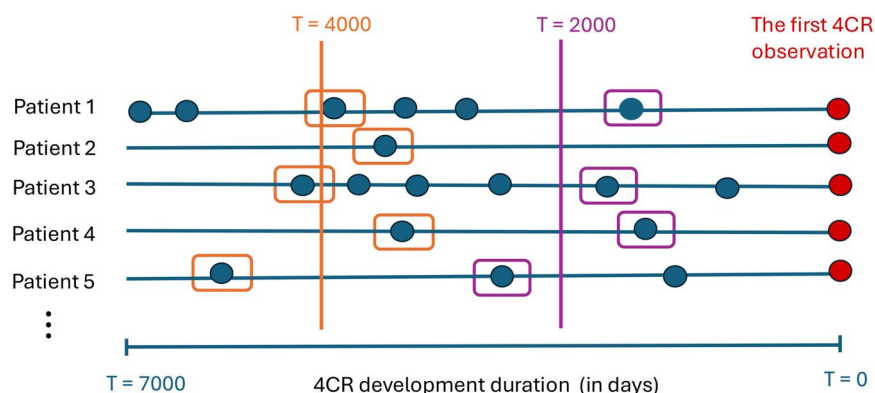 T = 4000
T = 2000
The first 4CR
observation
Patient 1
Patient 2
Patient 3
Patient 4
Patient 5
T = 7000
4CR development duration (in days)
T = 0